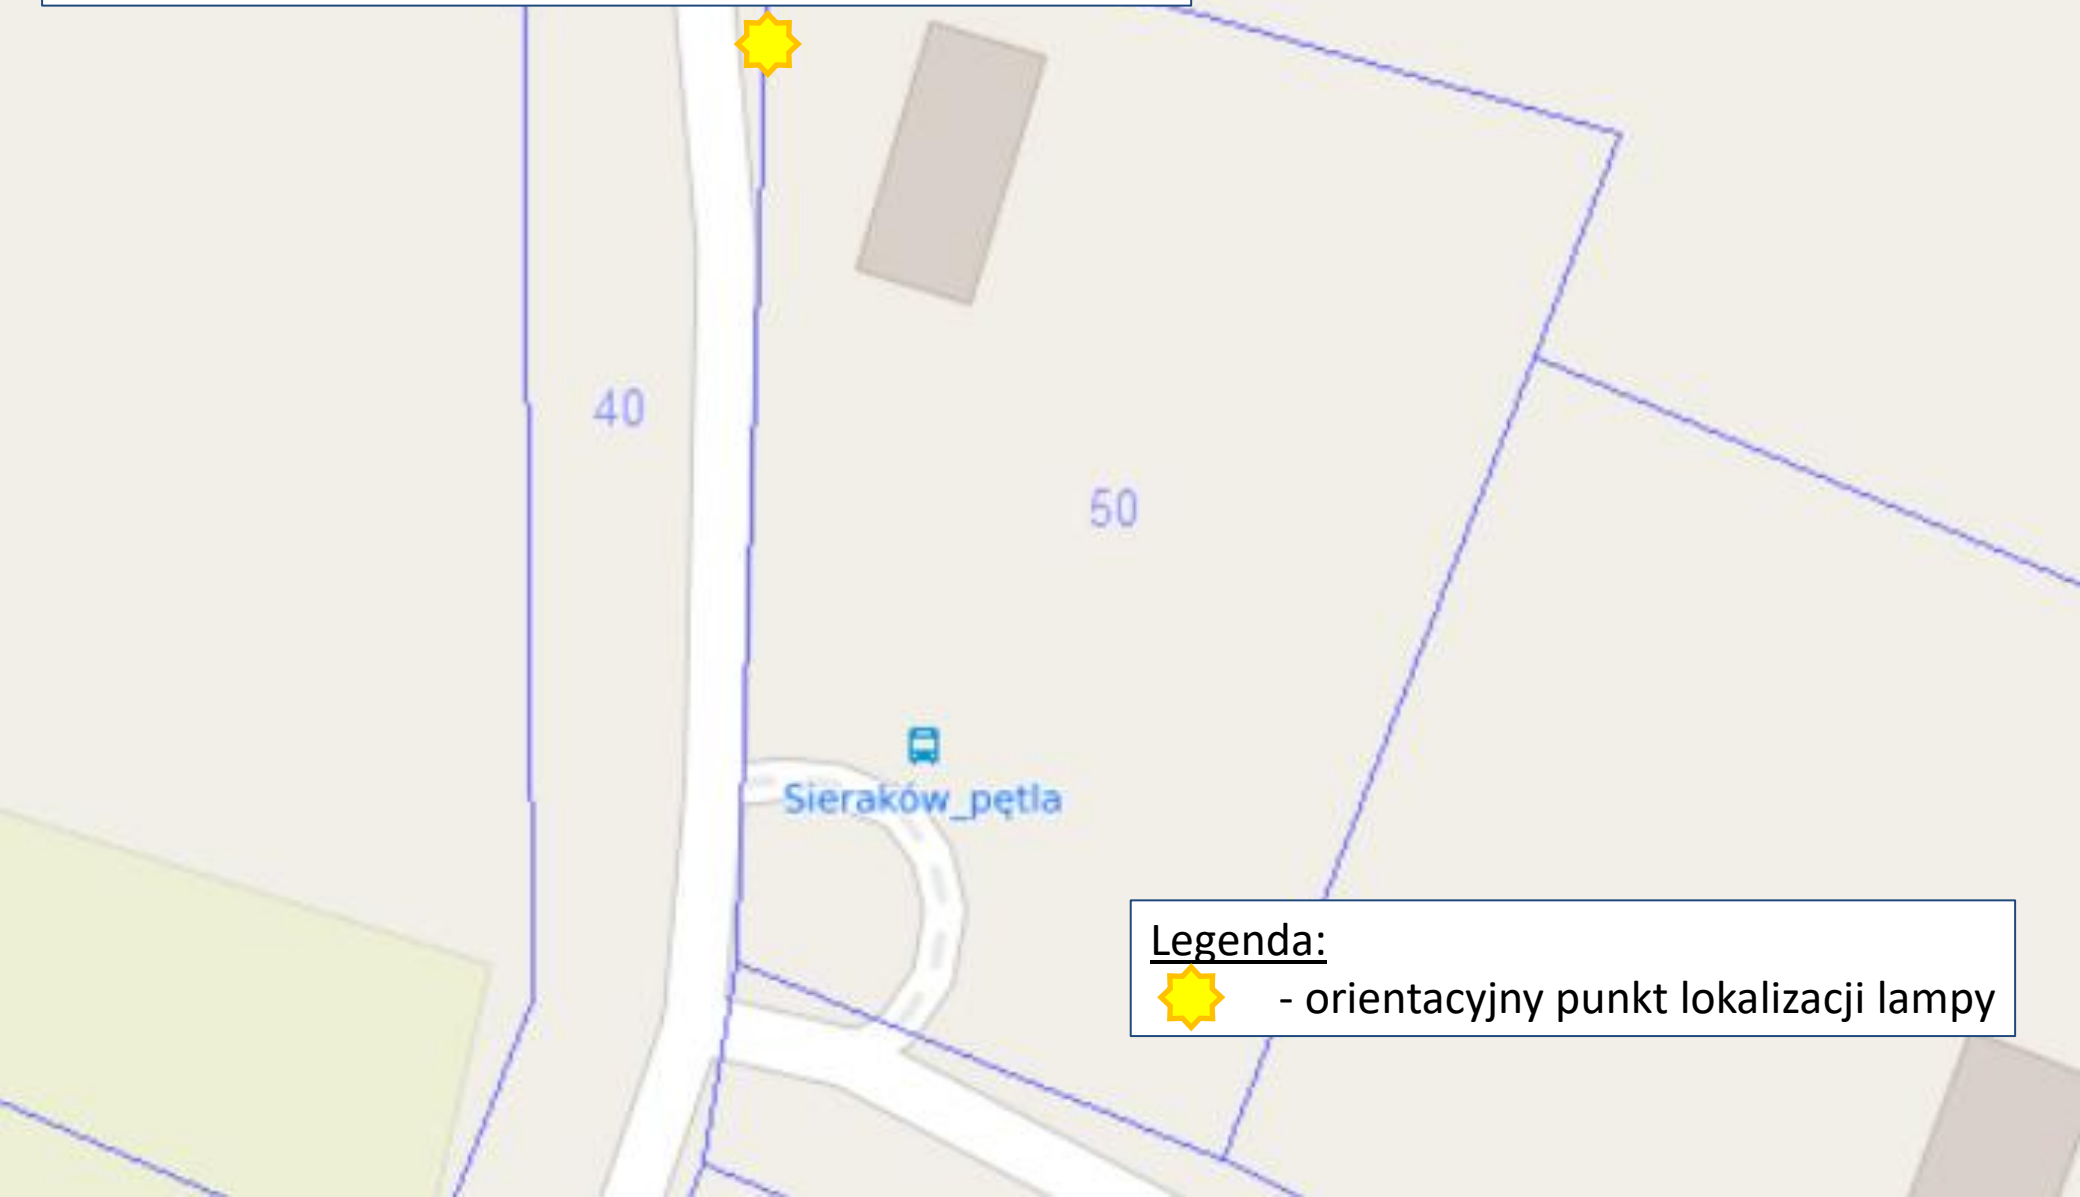 40
50
Sieraków_pętla
Legenda:
- orientacyjny punkt lokalizacji lampy